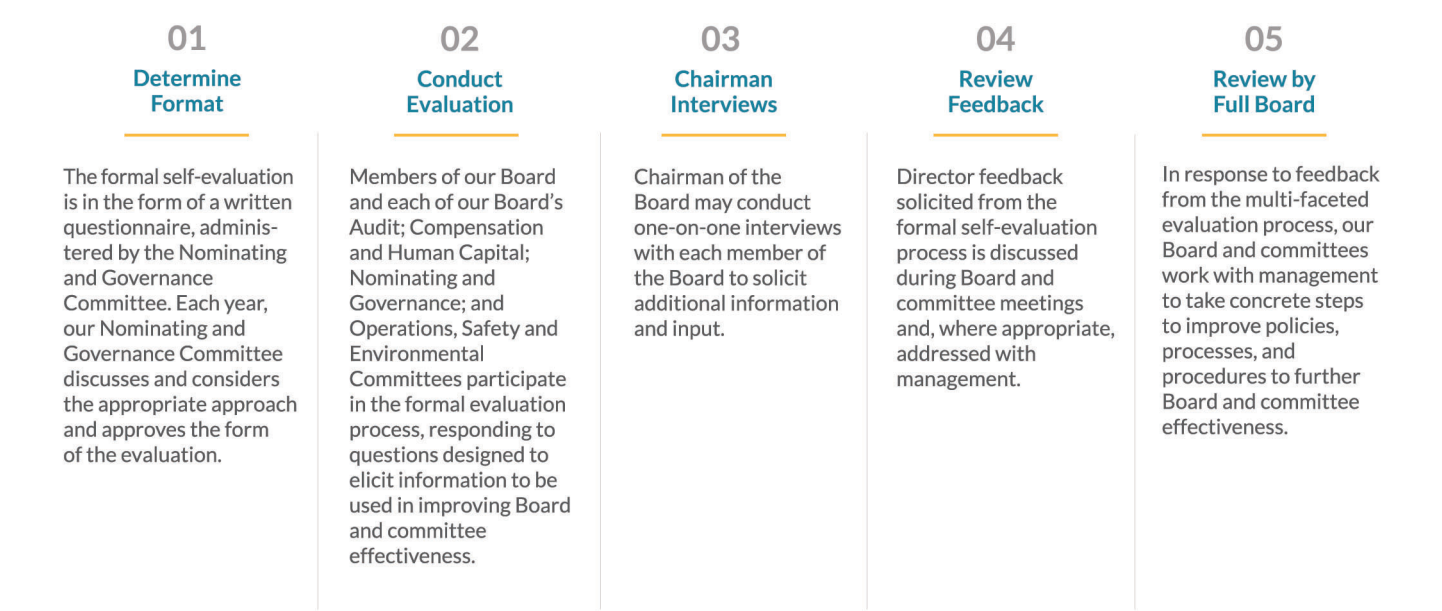 01
Determine
Format
The formal self-evaluation
is in the form of a written
questionnaire, adminis-
tered by the Nominating
and Governance
Committee. Each year,
our Nominating and
Governance Committee
discusses and considers
the appropriate approach
and approves the form
of the evaluation.
02
Conduct
Evaluation
Members of our Board
and each of our Board’s
Audit; Compensation
and Human Capital;
Nominating and
Governance; and
Operations, Safety and
Environmental
Committees participate
in the formal evaluation
process, responding to
questions designed to
elicit information to be
used in improving Board
and committee
effectiveness.
03
Chairman
Interviews
Chairman of the
Board may conduct
one-on-one interviews
with each member of
the Board to solicit
additional information
and input.
04
Review
Feedback
Director feedback
solicited from the
formal self-evaluation
process is discussed
during Board and
committee meetings
and, where appropriate,
addressed with
management.
05
Review by
Full Board
In response to feedback
from the multi-faceted
evaluation process, our
Board and committees
work with management
to take concrete steps
to improve policies,
processes, and
procedures to further
Board and committee
effectiveness.